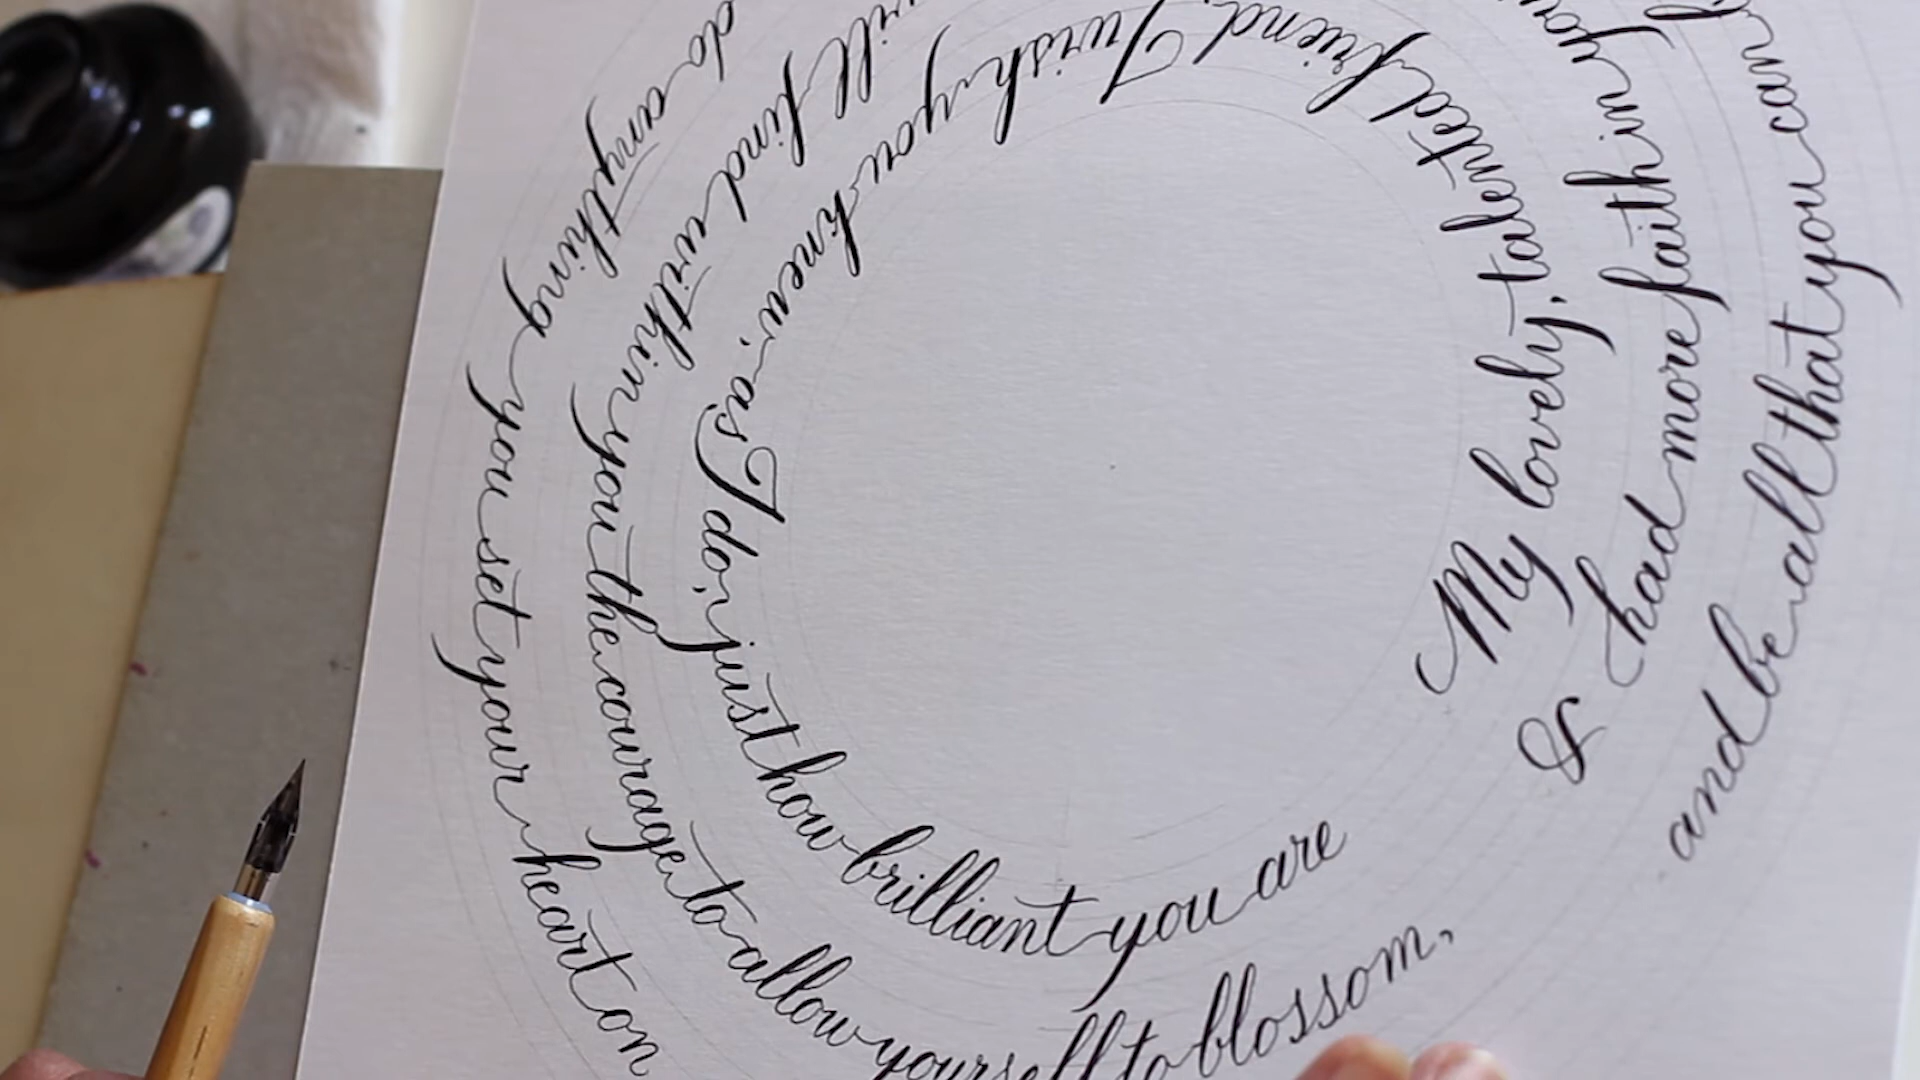 My lovely, talented friend, I wish you knew, as I do, just how brilliant you are
& had more faith in you will find within you the courage to allow yourself to blossom,
and be all that you can do anything you set your heart on